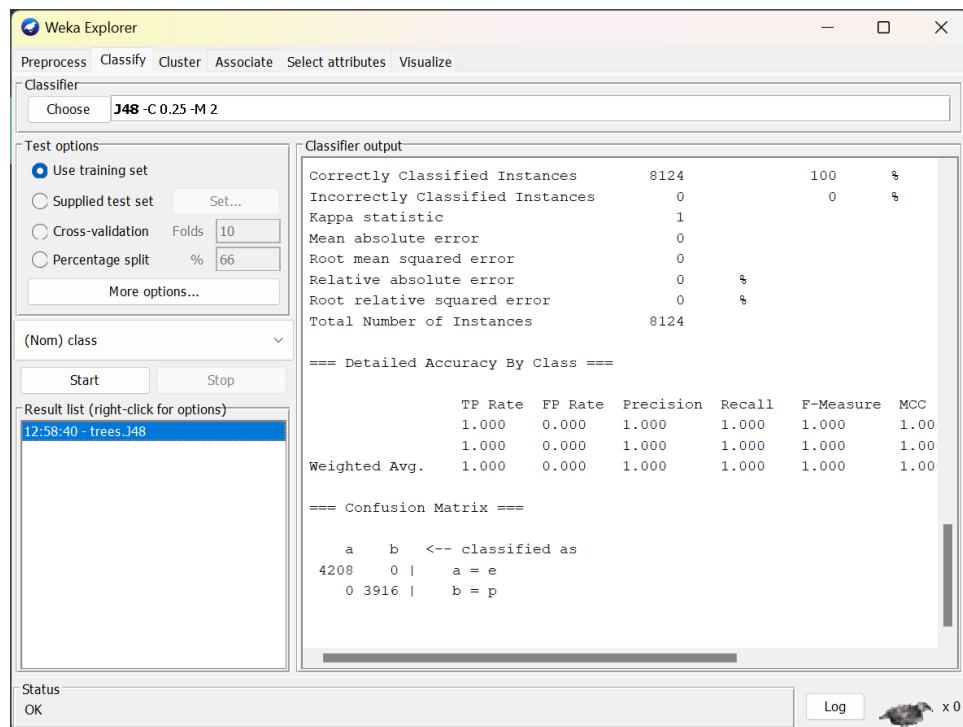 Weka Explorer
Preprocess Classify Cluster Associate Select attributes Visualize
Classifier
Choose J48 -C 0.25 -M 2
Test options
Use training set
Supplied test set Set...
Cross-validation Folds 10
Percentage split % 66
More options...
(Nom) class
Start Stop
Result list (right-click for options)
12:58:40 - trees.J48
Classifier output
Correctly Classified Instances 8124 100 %
Incorrectly Classified Instances 0 0 %
Kappa statistic 1
Mean absolute error 0
Root mean squared error 0
Relative absolute error 0 %
Root relative squared error 0 %
Total Number of Instances 8124
=== Detailed Accuracy By Class ===
TP Rate FP Rate Precision Recall F-Measure MCC
1.000 0.000 1.000 1.000 1.000 1.00
1.000 0.000 1.000 1.000 1.000 1.00
Weighted Avg. 1.000 0.000 1.000 1.000 1.000 1.00
=== Confusion Matrix ===
a b <-- classified as
4208 0 | a = e
0 3916 | b = p
Status
OK
Log x 0